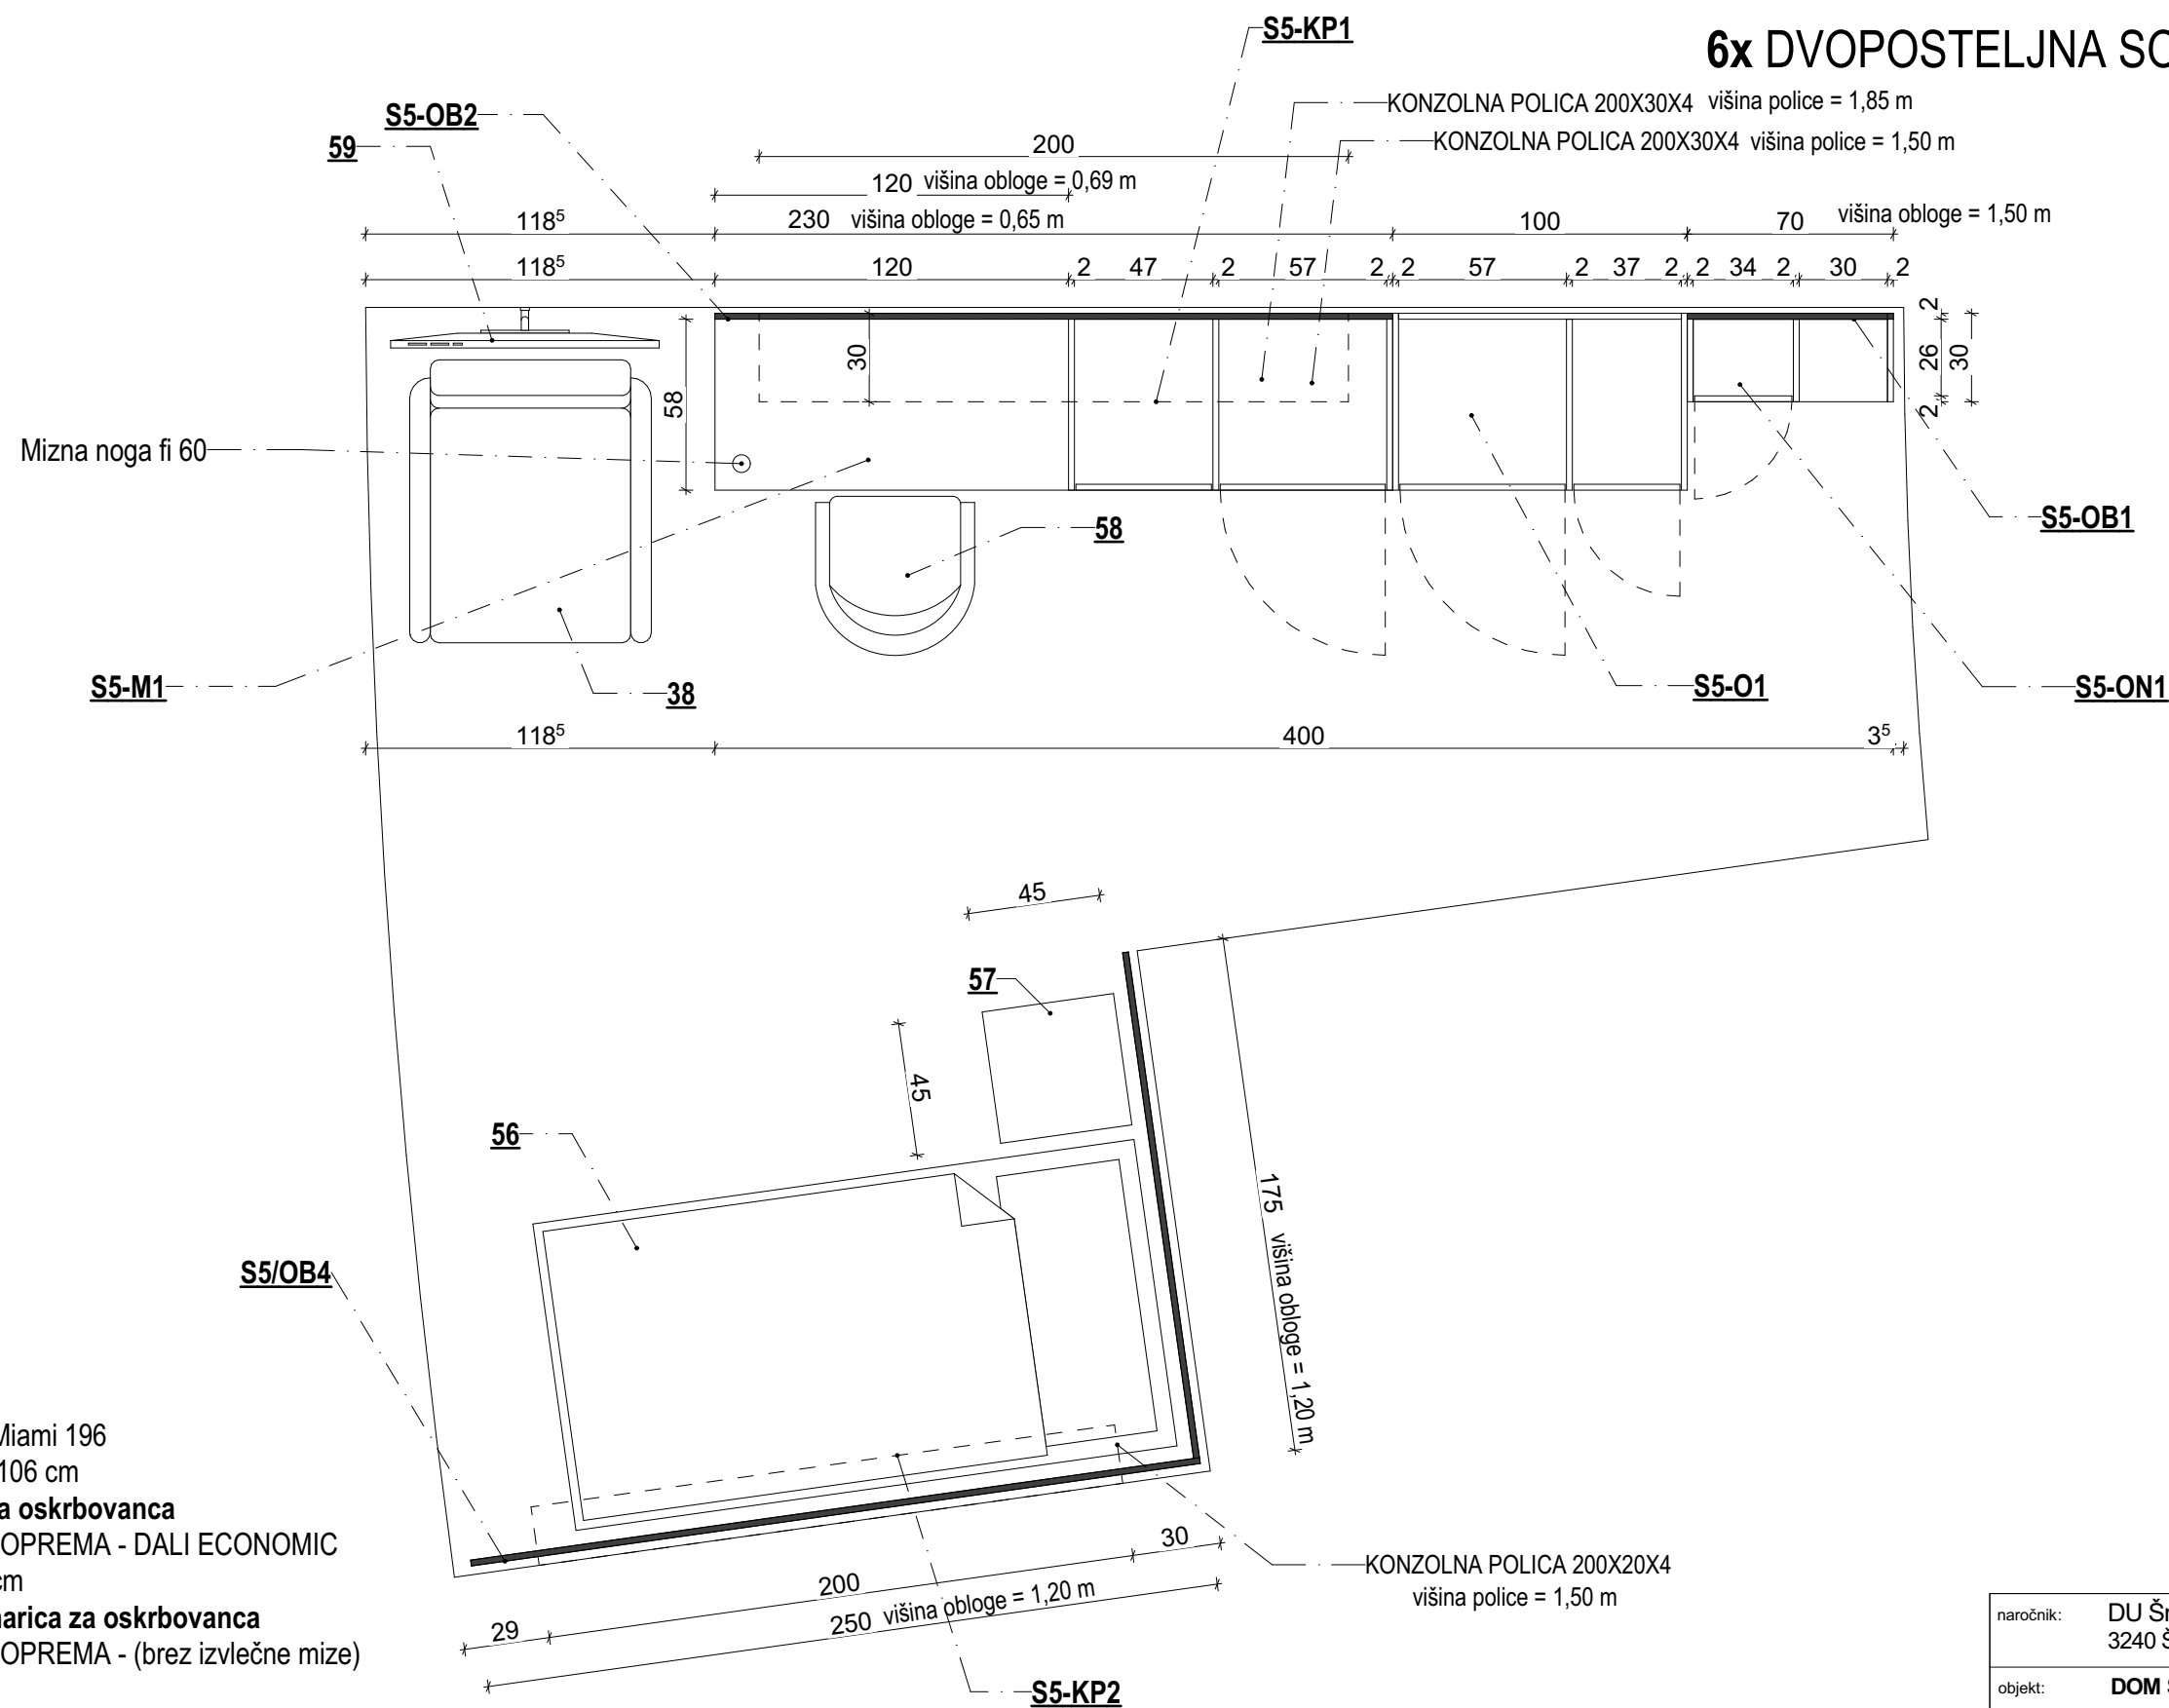 S5-KP1
6x DVOPOSTELJNA
KONZOLNA POLICA 200X30X4 višina police = 1,85 m
S5-OB2
KONZOLNA POLICA 200X30X4 višina police = 1,50 m
59
200
120 višina obloge = 0,69 m
118⁵ 230 višina obloge = 0,65 m 100 70 višina obloge = 1,50 m
118⁵ 120 2 47 2 57 2 2 57 2 37 2 2 34 2 30 2
2
26
2
30
30
58
Mizna noga fi 60
58
S5-OB1
S5-M1
38
S5-O1
S5-ON1
118⁵ 400 3⁵
45
57
45
56
175 višina obloge = 1,20 m
S5/OB4
Miami 196
106 cm
oskrbovanca
OPREMA - DALI ECONOMIC
cm
za oskrbovanca
OPREMA - (brez izvlečne mize)
30
200
29
250 višina obloge = 1,20 m
KONZOLNA POLICA 200X20X4
višina police = 1,50 m
S5-KP2
naročnik: DU
3240
objekt: DOM